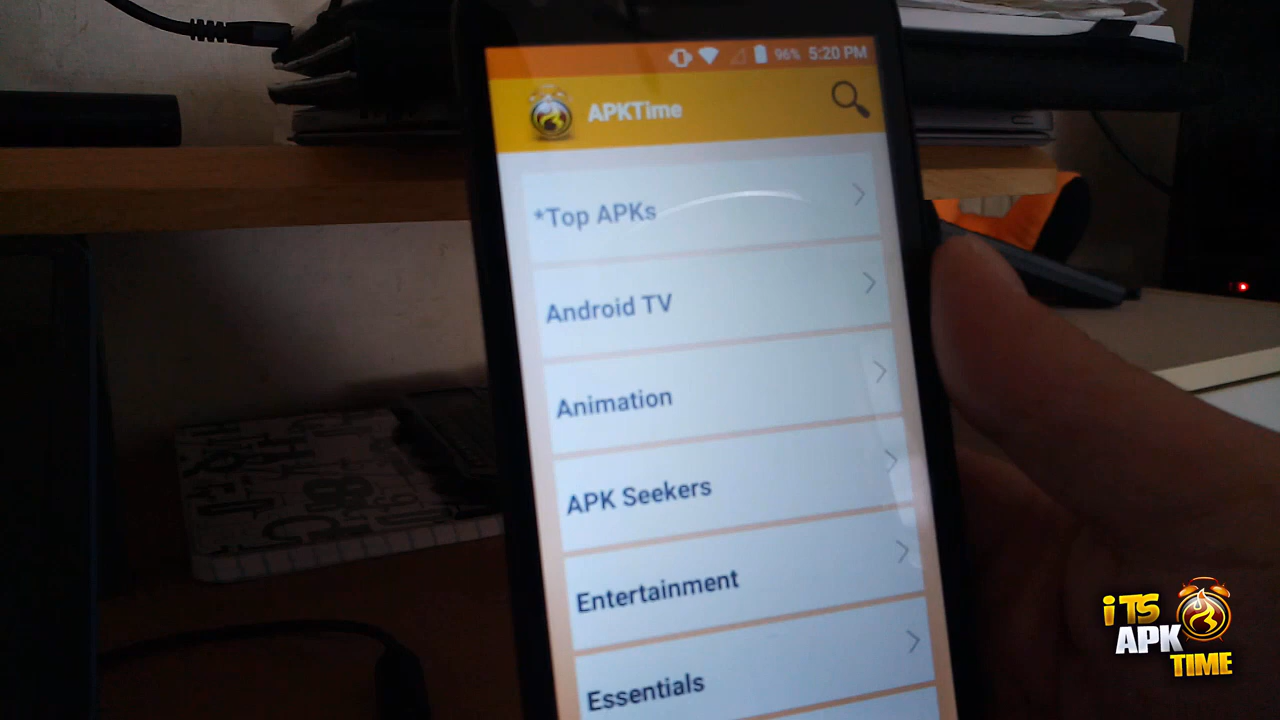 96% 5:20 PM
APKTime
*Top APKs
Android TV
Animation
APK Seekers
Entertainment
Essentials
iTS
APK
TIME